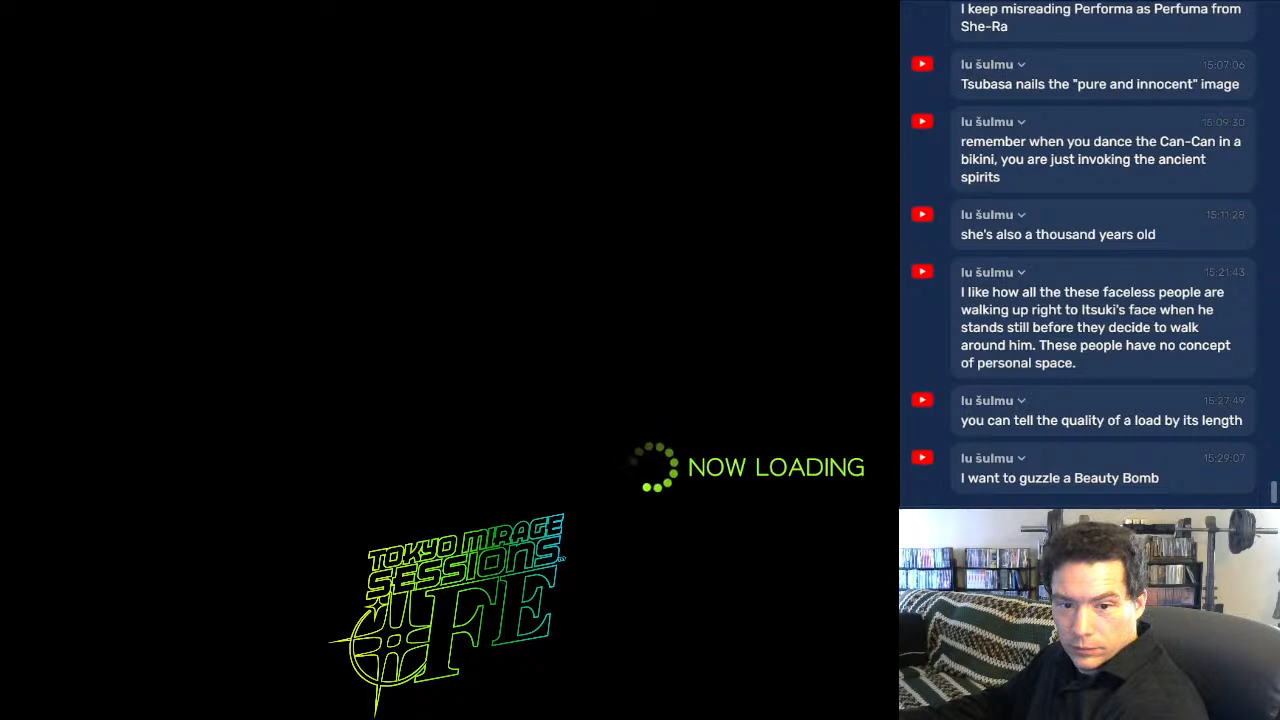 NOW LOADING
TOKYO MIRAGE
SESSIONS
#FE
I keep misreading Performa as Perfuma from
She-Ra
lu šulmu 15:07:06
Tsubasa nails the "pure and innocent" image
lu šulmu 15:09:30
remember when you dance the Can-Can in a
bikini, you are just invoking the ancient
spirits
lu šulmu 15:11:28
she's also a thousand years old
lu šulmu 15:21:43
I like how all the these faceless people are
walking up right to Itsuki's face when he
stands still before they decide to walk
around him. These people have no concept
of personal space.
lu šulmu 15:27:49
you can tell the quality of a load by its length
lu šulmu 15:29:07
I want to guzzle a Beauty Bomb